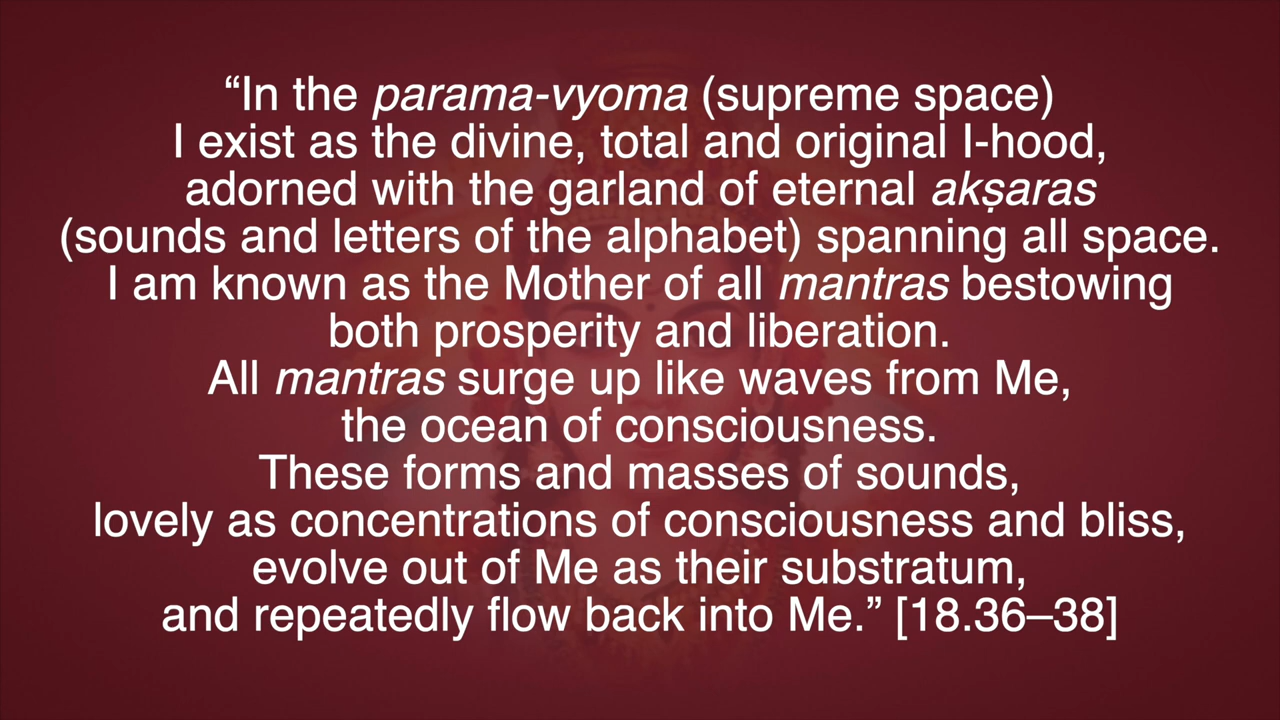 “In the parama-vyoma (supreme space)
I exist as the divine, total and original I-hood,
adorned with the garland of eternal akṣaras
(sounds and letters of the alphabet) spanning all space.
I am known as the Mother of all mantras bestowing
both prosperity and liberation.
All mantras surge up like waves from Me,
the ocean of consciousness.
These forms and masses of sounds,
lovely as concentrations of consciousness and bliss,
evolve out of Me as their substratum,
and repeatedly flow back into Me.” [18.36–38]